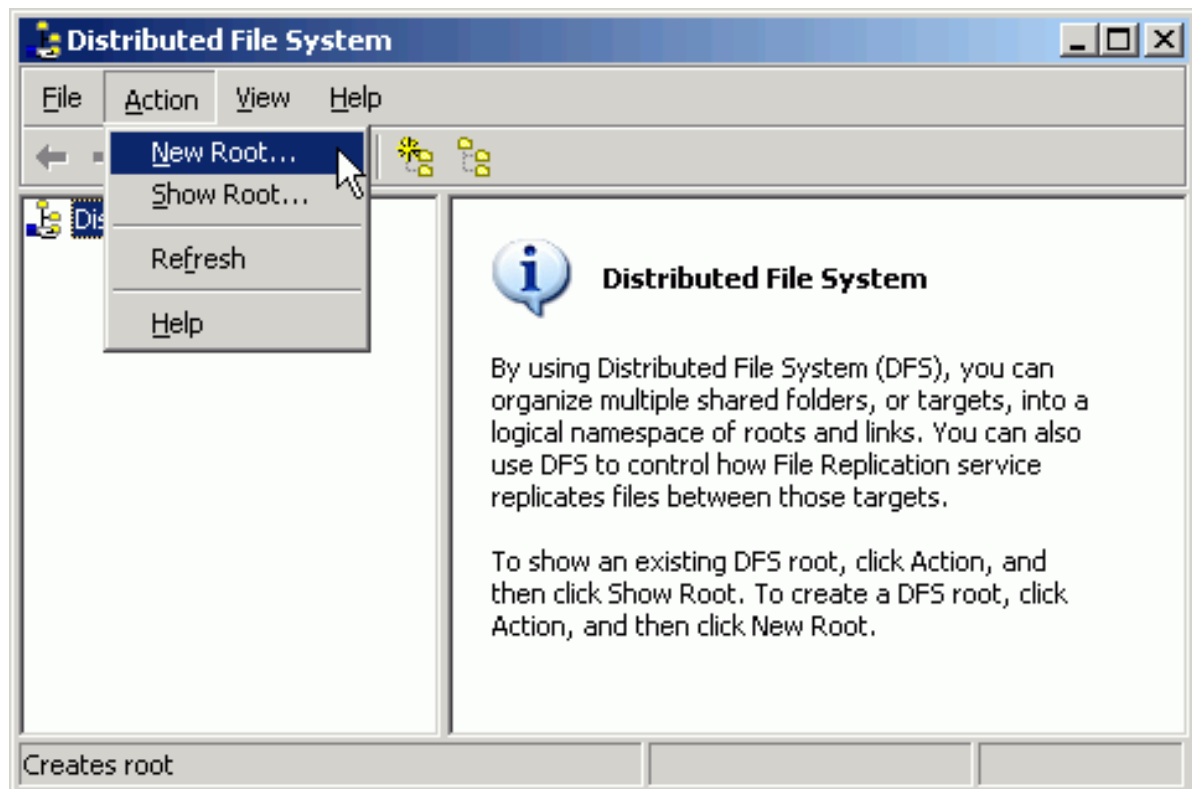 Distributed File System
File Action View Help
New Root...
Show Root...
Refresh
Help
Dis
Distributed File System
By using Distributed File System (DFS), you can
organize multiple shared folders, or targets, into a
logical namespace of roots and links. You can also
use DFS to control how File Replication service
replicates files between those targets.
To show an existing DFS root, click Action, and
then click Show Root. To create a DFS root, click
Action, and then click New Root.
Creates root